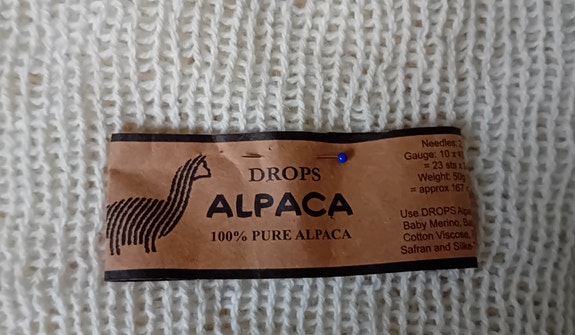 DROPS
ALPACA
100% PURE ALPACA
Needles:
Gauge: 10 x
= 23 sts x
Weight: 50g
= approx 167
Use DROPS Alpaca
Baby Merino,
Cotton Viscose,
Safran and Silke